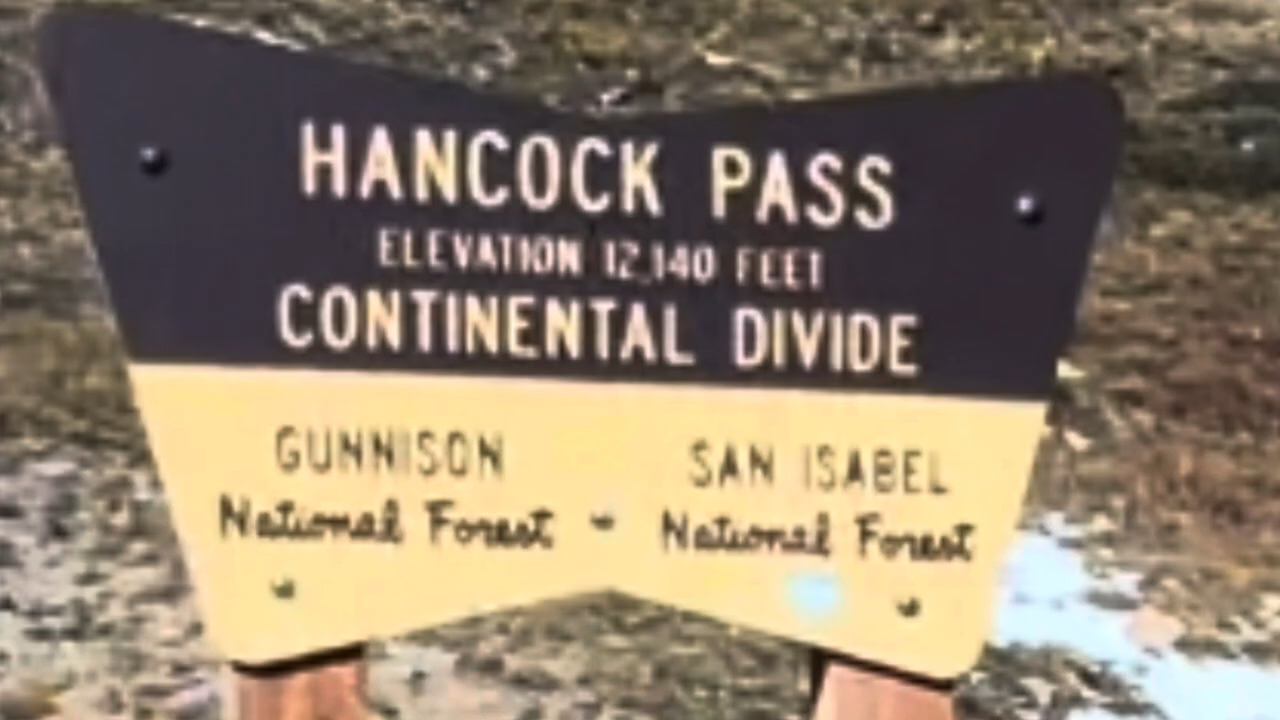 HANCOCK PASS
ELEVATION 12,140 FEET
CONTINENTAL DIVIDE
GUNNISON
National Forest
SAN ISABEL
National Forest